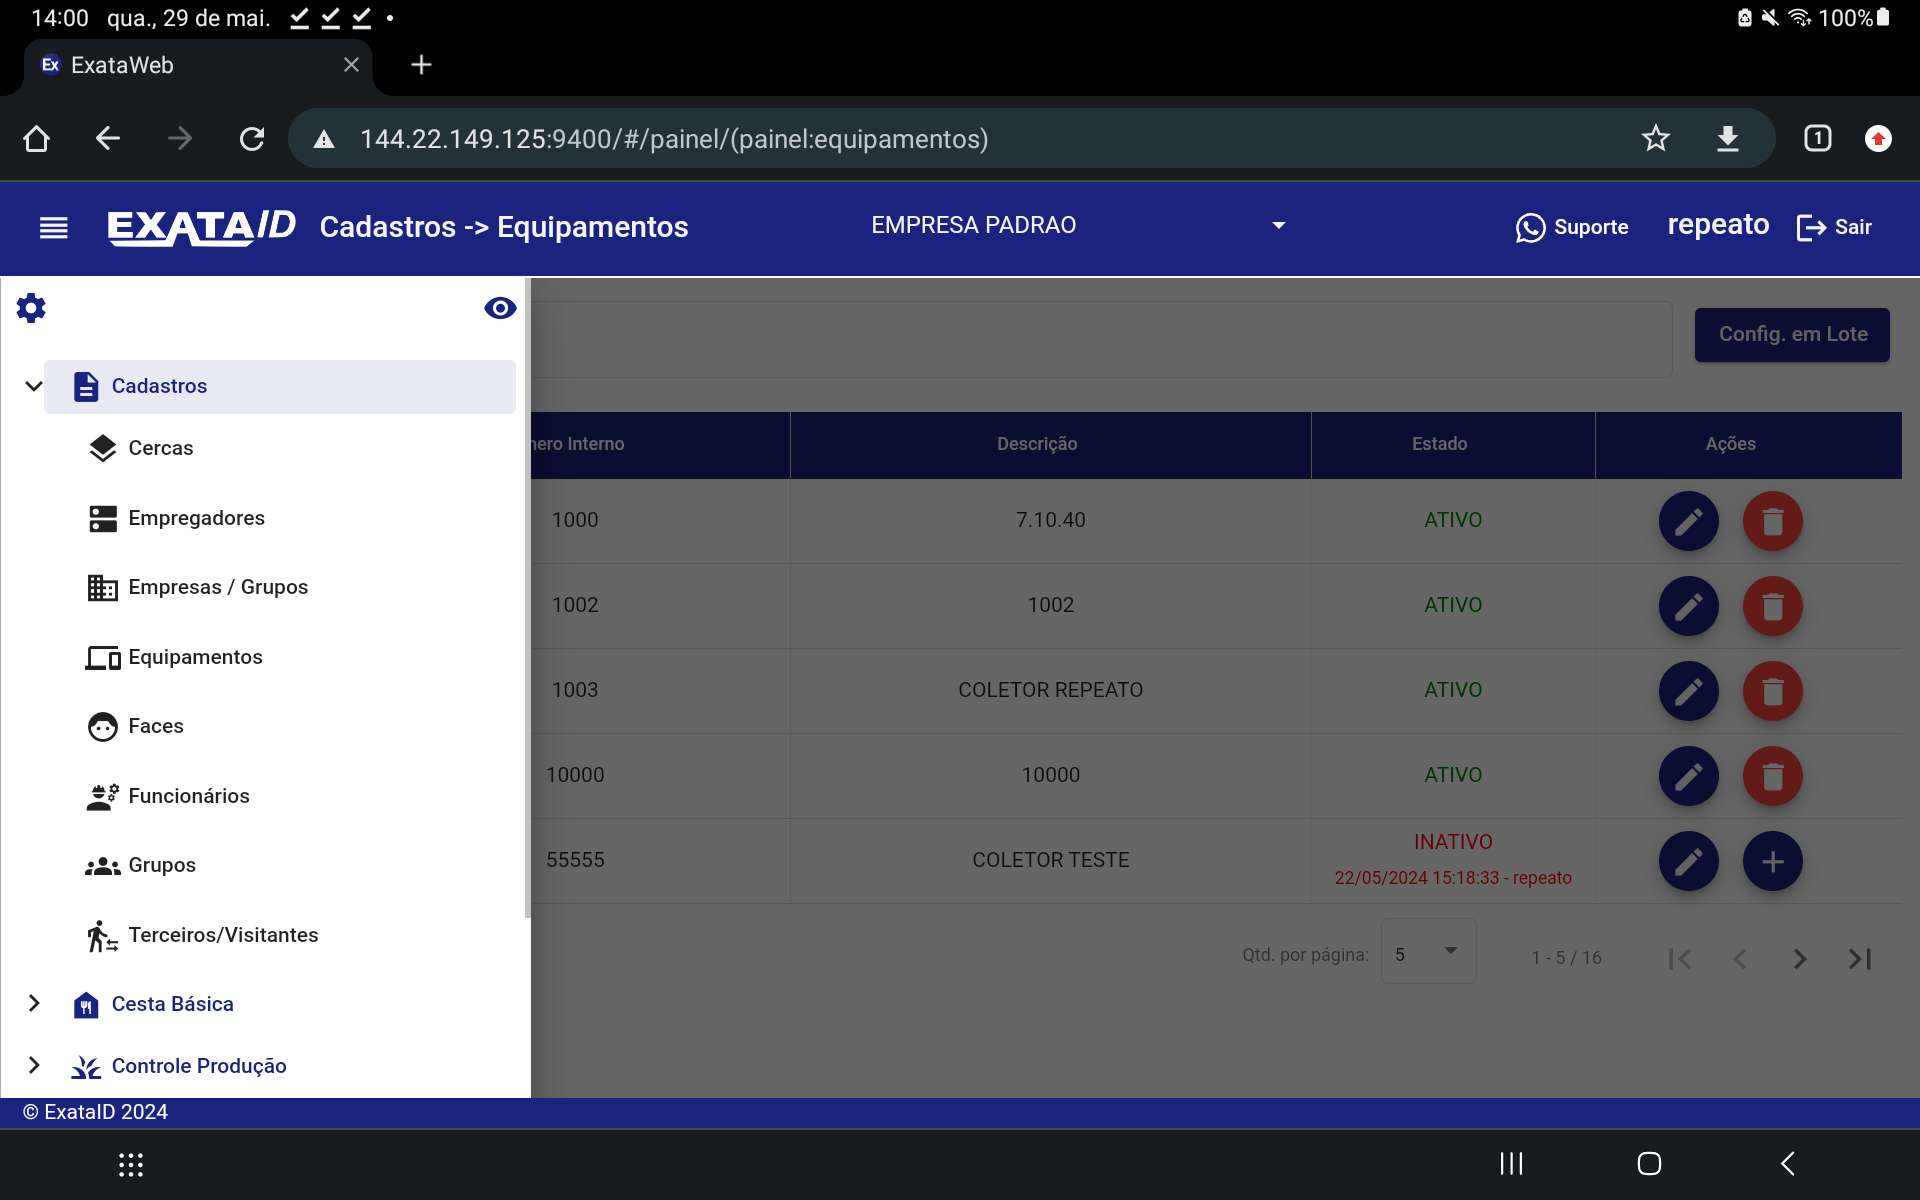 14:00 qua., 29 de mai.
100%
Ex ExataWeb
144.22.149.125:9400/#/painel/(painel:equipamentos)
1
EXATAID Cadastros -> Equipamentos EMPRESA PADRAO Suporte repeato Sair
Config. em Lote
Cadastros
Cercas
Empregadores
Empresas / Grupos
Equipamentos
Faces
Funcionários
Grupos
Terceiros/Visitantes
Cesta Básica
Controle Produção
nero Interno Descrição Estado Ações
1000 7.10.40 ATIVO
1002 1002 ATIVO
1003 COLETOR REPEATO ATIVO
10000 10000 ATIVO
55555 COLETOR TESTE INATIVO
22/05/2024 15:18:33 - repeato
Qtd. por página: 5 1 - 5 / 16
© ExataID 2024